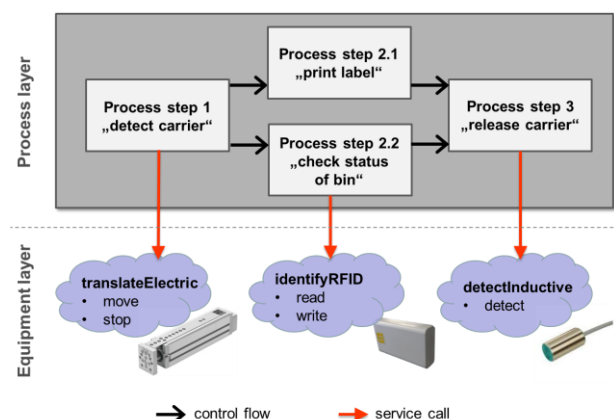 Process layer
Process step 2.1
„print label“
Process step 1
„detect carrier“
Process step 3
„release carrier“
Process step 2.2
„check status
of bin“
Equipment layer
translateElectric
• move
• stop
identifyRFID
• read
• write
detectInductive
• detect
control flow
service call